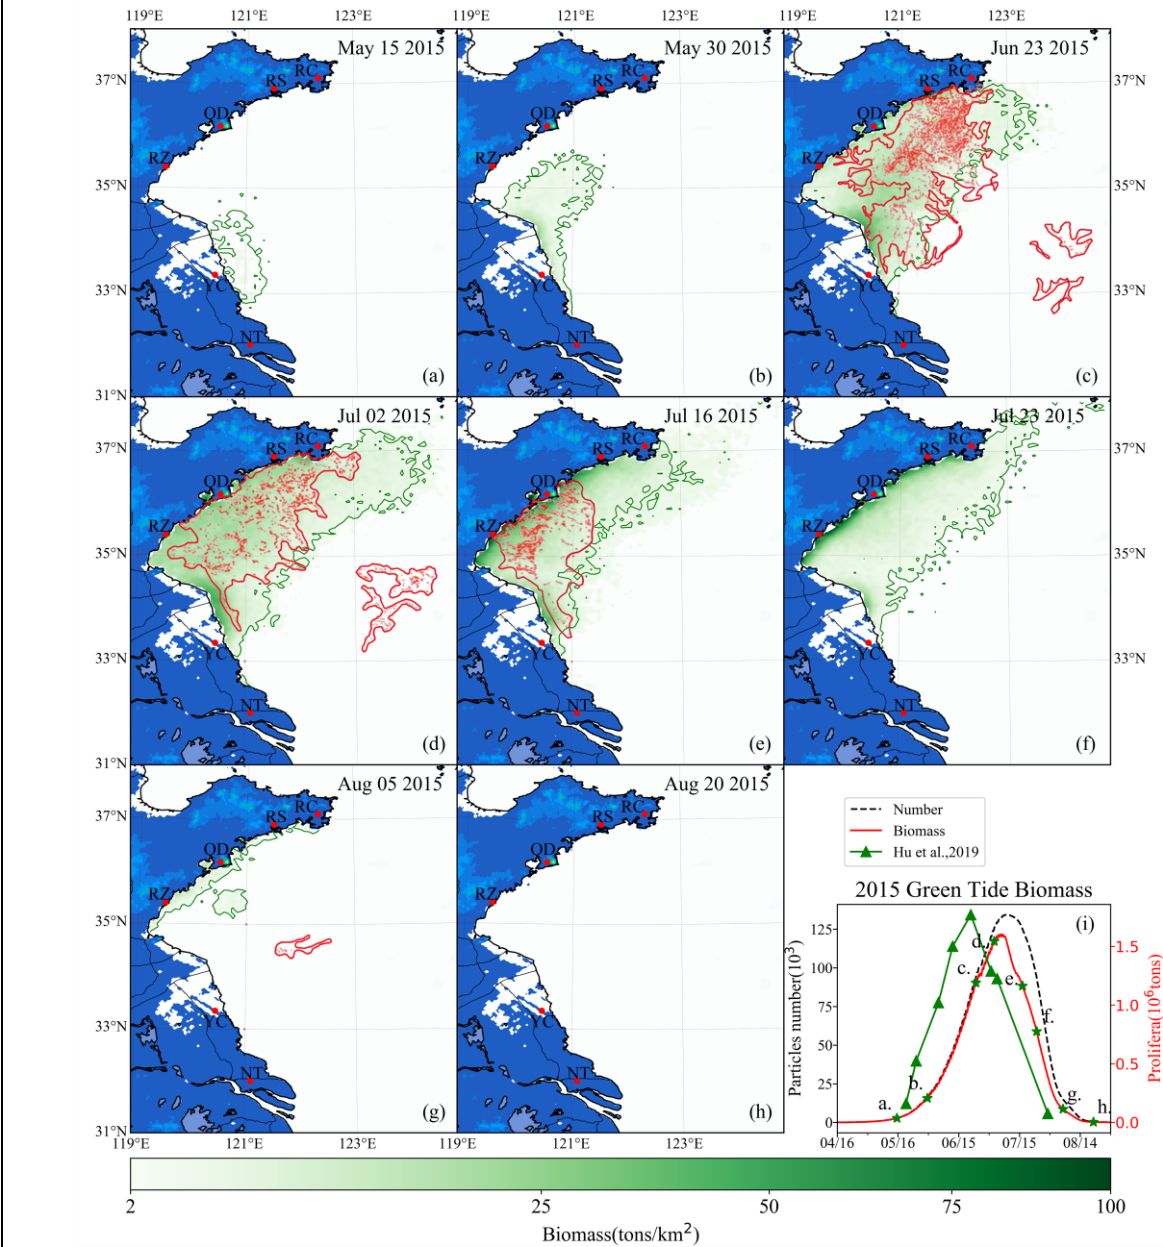 119°E 121°E 123°E 119°E 121°E 123°E 119°E 121°E 123°E
May 15 2015 May 30 2015 Jun 23 2015
37°N RS RC RS RC RS RC 37°N
QD QD QD
RZ RZ RZ
35°N 35°N
33°N YC YC YC 33°N
NT NT NT
31°N (a) (b) (c)
Jul 02 2015 Jul 16 2015 Jul 23 2015
37°N RS RC RS RC RS RC 37°N
QD QD QD
RZ RZ RZ
35°N 35°N
33°N YC YC YC 33°N
NT NT NT
31°N (d) (e) (f)
Aug 05 2015 Aug 20 2015
37°N RS RC RS RC
QD QD
RZ RZ
35°N
33°N YC YC
NT NT
31°N (g) (h)
119°E 121°E 123°E 119°E 121°E 123°E
Number
Biomass
Hu et al.,2019
2015 Green Tide Biomass
(i)
Particles number(10³)
125
100
75
50
25
0
a. b. c. d. e. f. g. h.
1.5
1.0
0.5
0.0
Prolifera(10⁶tons)
04/16 05/16 06/15 07/15 08/14
2 25 50 75 100
Biomass(tons/km²)